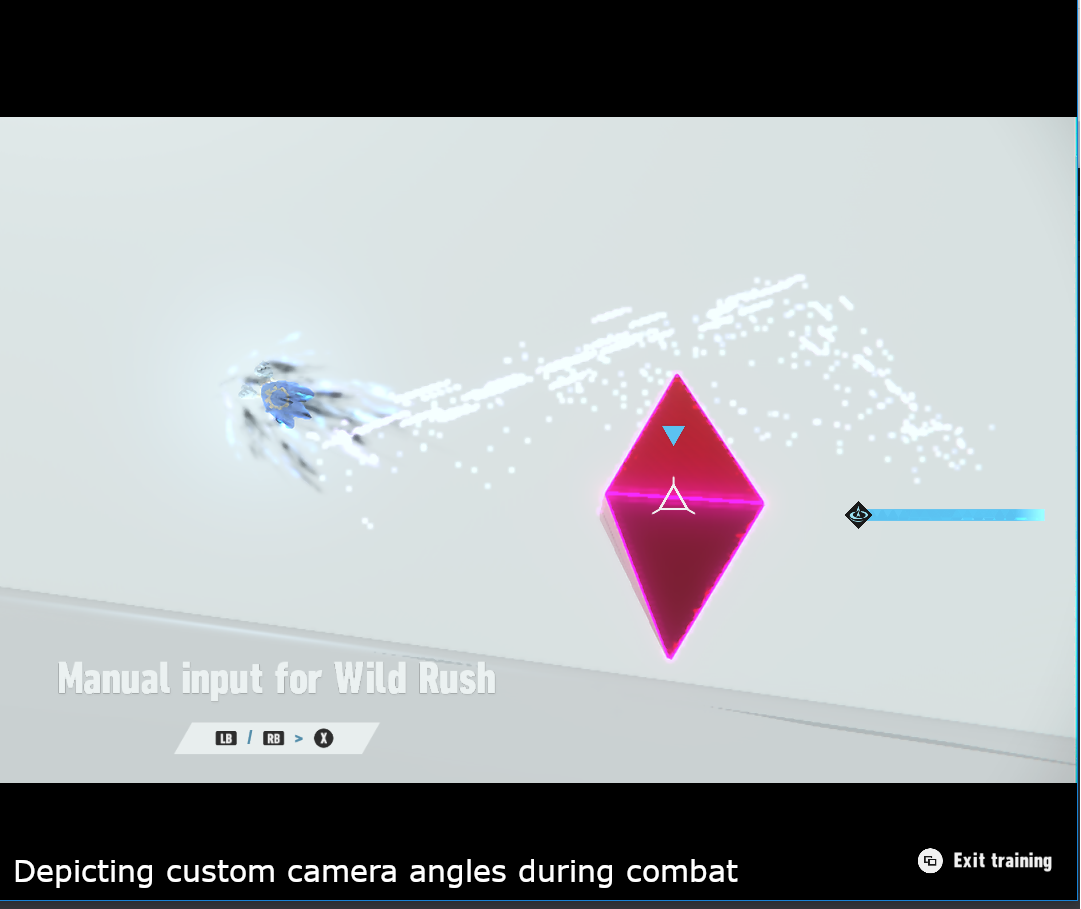 Manual input for Wild Rush
LB / RB > X
Exit training
Depicting custom camera angles during combat